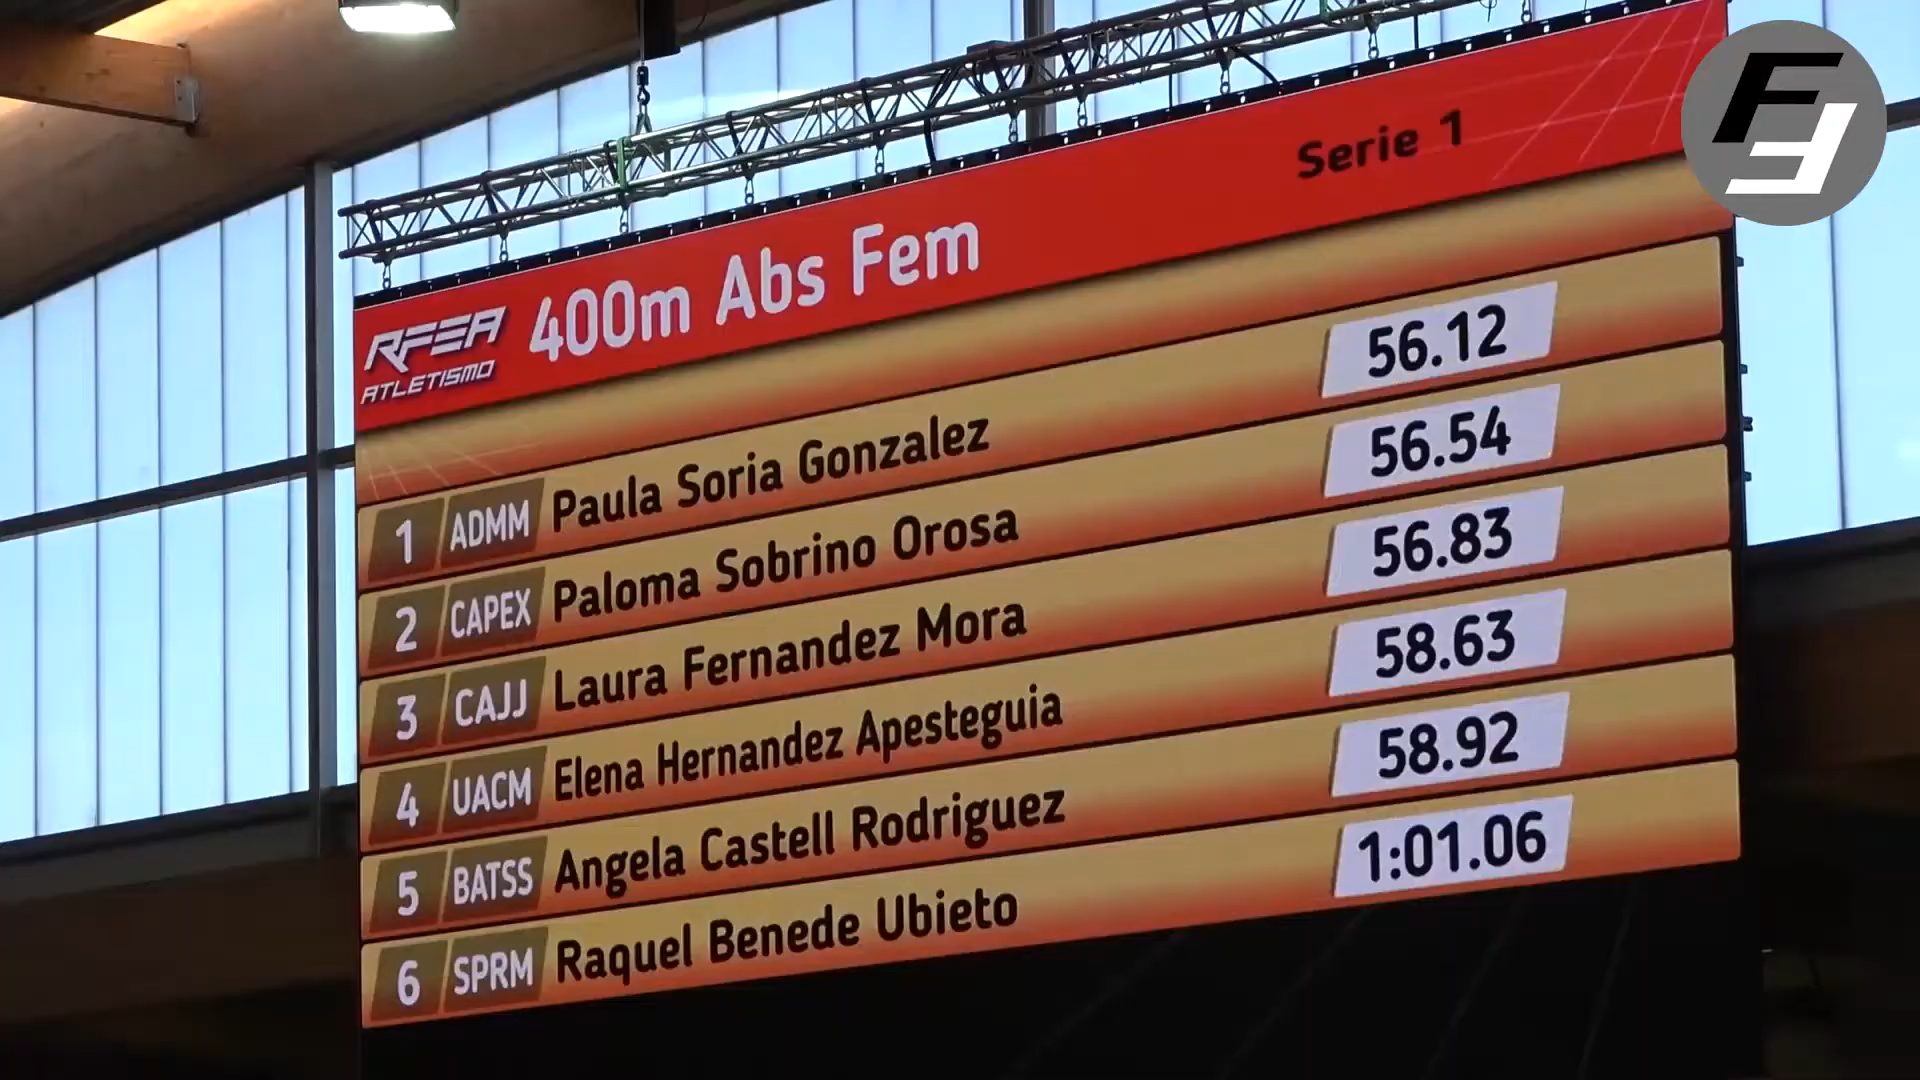 Serie 1
RFEA
ATLETISMO
400m Abs Fem
1 ADMM Paula Soria Gonzalez 56.12
2 CAPEX Paloma Sobrino Orosa 56.54
3 CAJJ Laura Fernandez Mora 56.83
4 UACM Elena Hernandez Apesteguia 58.63
5 BATSS Angela Castell Rodriguez 58.92
6 SPRM Raquel Benede Ubieto 1:01.06
FF